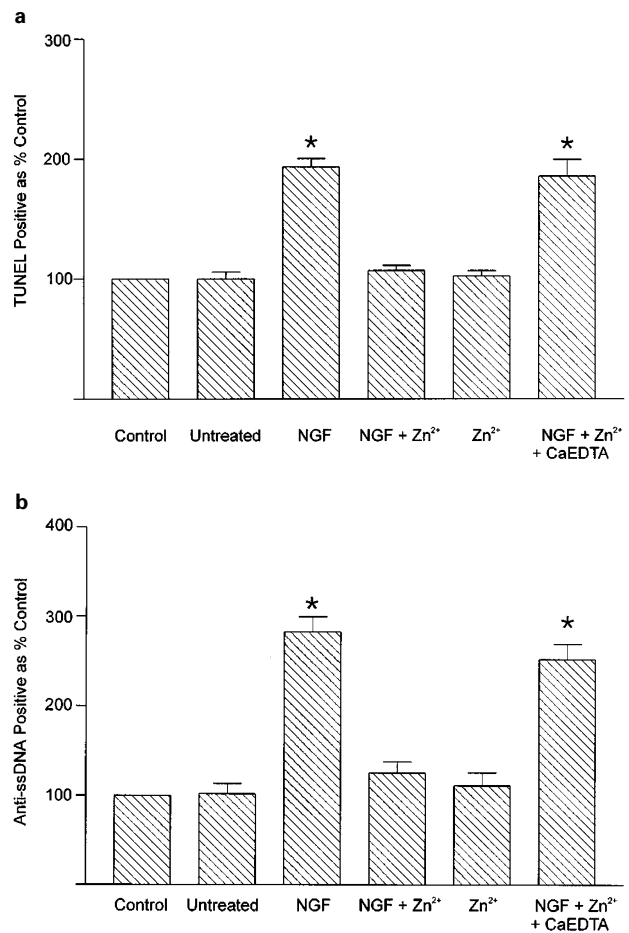 a
TUNEL Positive as % Control
300
200
100
*
*
Control Untreated NGF NGF + Zn²⁺ Zn²⁺ NGF + Zn²⁺
+ CaEDTA
b
Anti-ssDNA Positive as % Control
400
300
200
100
*
*
Control Untreated NGF NGF + Zn²⁺ Zn²⁺ NGF + Zn²⁺
+ CaEDTA